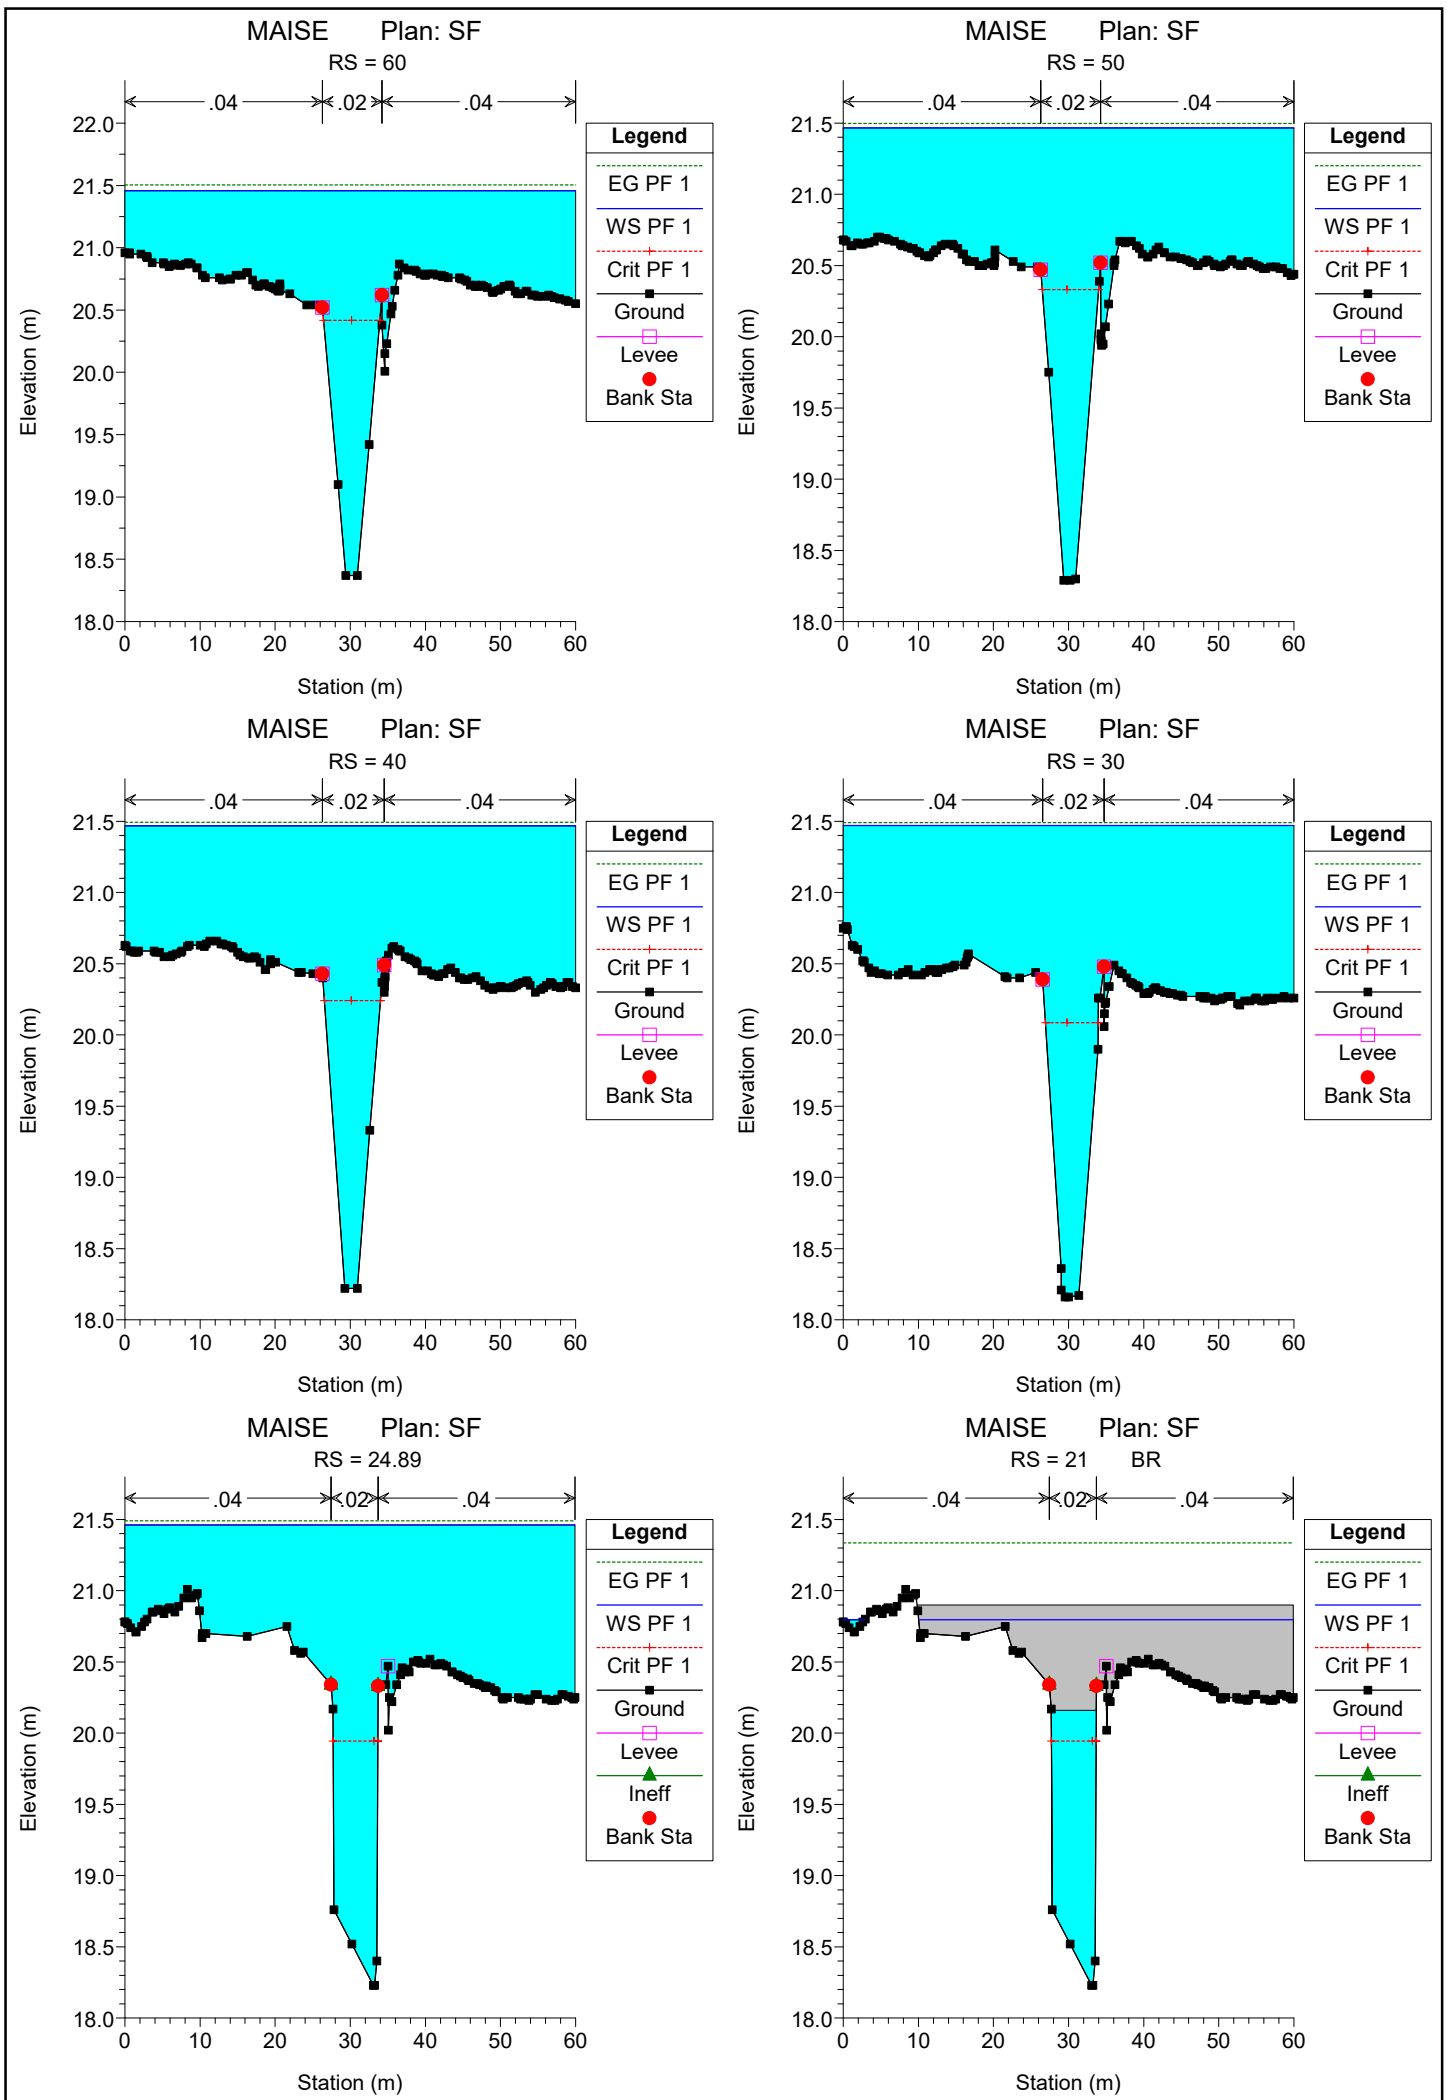 MAISE Plan: SF
RS = 60
.04 .02 .04
22.0
21.5
21.0
20.5
20.0
19.5
19.0
18.5
18.0
0 10 20 30 40 50 60
Station (m)
Elevation (m)
Legend
EG PF 1
WS PF 1
Crit PF 1
Ground
Levee
Bank Sta
MAISE Plan: SF
RS = 50
.04 .02 .04
21.5
21.0
20.5
20.0
19.5
19.0
18.5
18.0
0 10 20 30 40 50 60
Station (m)
Elevation (m)
Legend
EG PF 1
WS PF 1
Crit PF 1
Ground
Levee
Bank Sta
MAISE Plan: SF
RS = 40
.04 .02 .04
21.5
21.0
20.5
20.0
19.5
19.0
18.5
18.0
0 10 20 30 40 50 60
Station (m)
Elevation (m)
Legend
EG PF 1
WS PF 1
Crit PF 1
Ground
Levee
Bank Sta
MAISE Plan: SF
RS = 30
.04 .02 .04
21.5
21.0
20.5
20.0
19.5
19.0
18.5
18.0
0 10 20 30 40 50 60
Station (m)
Elevation (m)
Legend
EG PF 1
WS PF 1
Crit PF 1
Ground
Levee
Bank Sta
MAISE Plan: SF
RS = 24.89
.04 .02 .04
21.5
21.0
20.5
20.0
19.5
19.0
18.5
18.0
0 10 20 30 40 50 60
Station (m)
Elevation (m)
Legend
EG PF 1
WS PF 1
Crit PF 1
Ground
Levee
Ineff
Bank Sta
MAISE Plan: SF
RS = 21 BR
.04 .02 .04
21.5
21.0
20.5
20.0
19.5
19.0
18.5
18.0
0 10 20 30 40 50 60
Station (m)
Elevation (m)
Legend
EG PF 1
WS PF 1
Crit PF 1
Ground
Levee
Ineff
Bank Sta